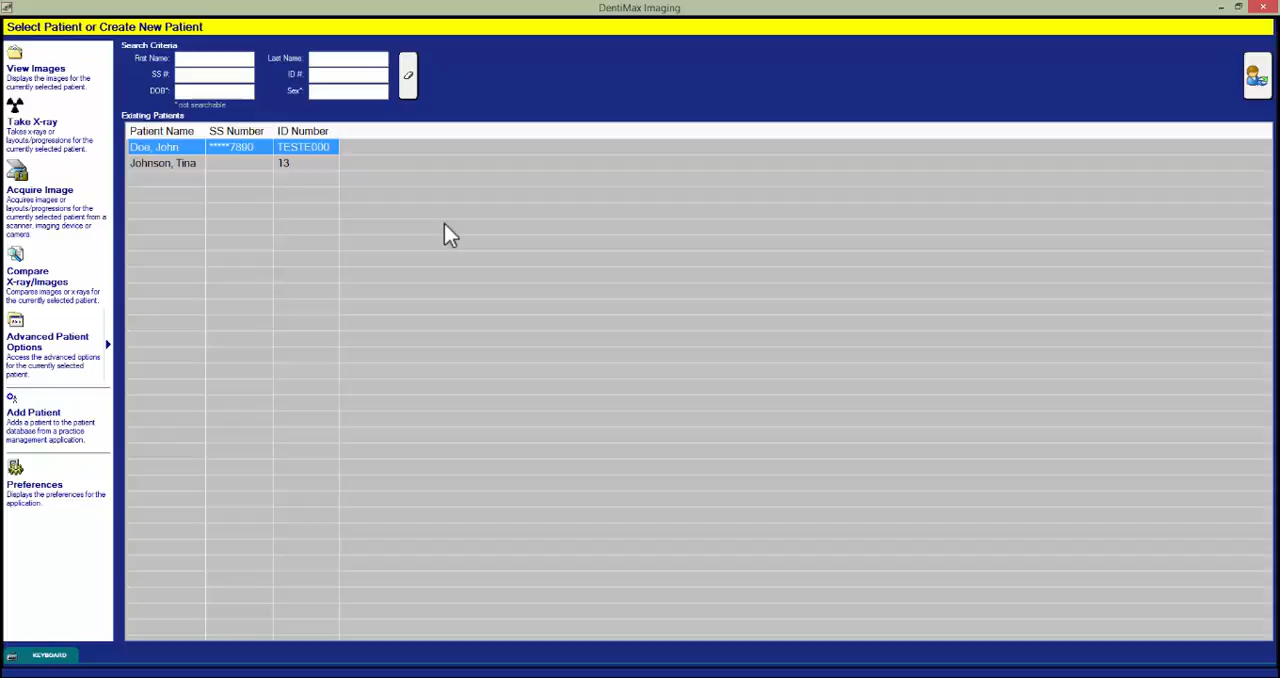 DentiMax Imaging
Select Patient or Create New Patient
View Images
Displays the images for the
currently selected patient.
Take X-ray
Takes x-rays or
layouts/progressions for the
currently selected patient.
Acquire Image
Acquires images or
layouts/progressions for the
currently selected patient from a
scanner, imaging device or
camera.
Compare
X-ray/Images
Compares images or x-rays for
the currently selected patient.
Advanced Patient
Options
Access the advanced options
for the currently selected
patient.
Add Patient
Adds a patient to the patient
database from a practice
management application.
Preferences
Displays the preferences for the
application.
Search Criteria
First Name: Last Name:
SS #: ID #:
DOB*: Sex*:
* not searchable
Existing Patients
Patient Name SS Number ID Number
Doe, John *****7890 TESTE000
Johnson, Tina 13
KEYBOARD